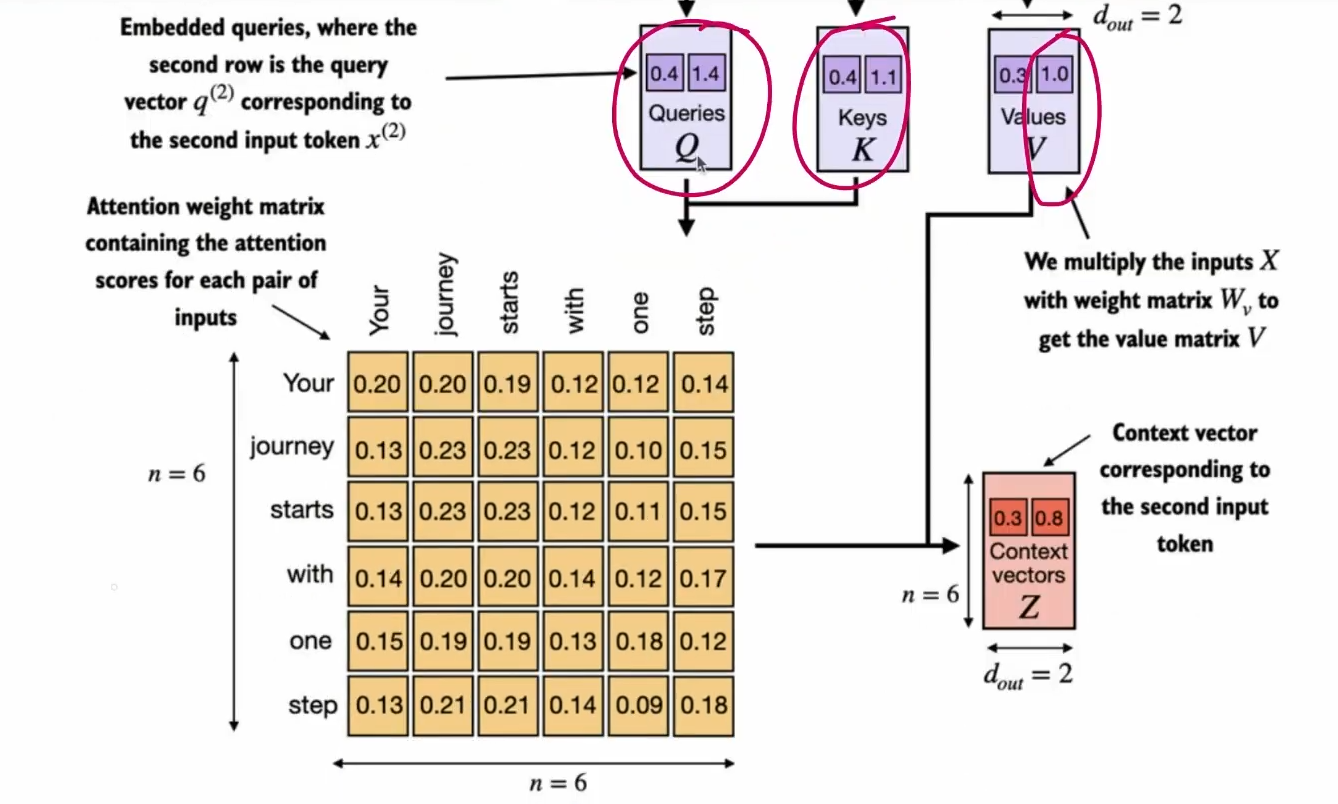 Embedded queries, where the
second row is the query
vector q^(2) corresponding to
the second input token x^(2)
0.4 1.4
Queries
Q
0.4 1.1
Keys
K
d_out = 2
0.3 1.0
Values
V
We multiply the inputs X
with weight matrix W_v to
get the value matrix V
Attention weight matrix
containing the attention
scores for each pair of
inputs
Your journey starts with one step
Your 0.20 0.20 0.19 0.12 0.12 0.14
journey 0.13 0.23 0.23 0.12 0.10 0.15
starts 0.13 0.23 0.23 0.12 0.11 0.15
with 0.14 0.20 0.20 0.14 0.12 0.17
one 0.15 0.19 0.19 0.13 0.18 0.12
step 0.13 0.21 0.21 0.14 0.09 0.18
n = 6
n = 6
Context vector
corresponding to
the second input
token
0.3 0.8
Context
vectors
Z
n = 6
d_out = 2